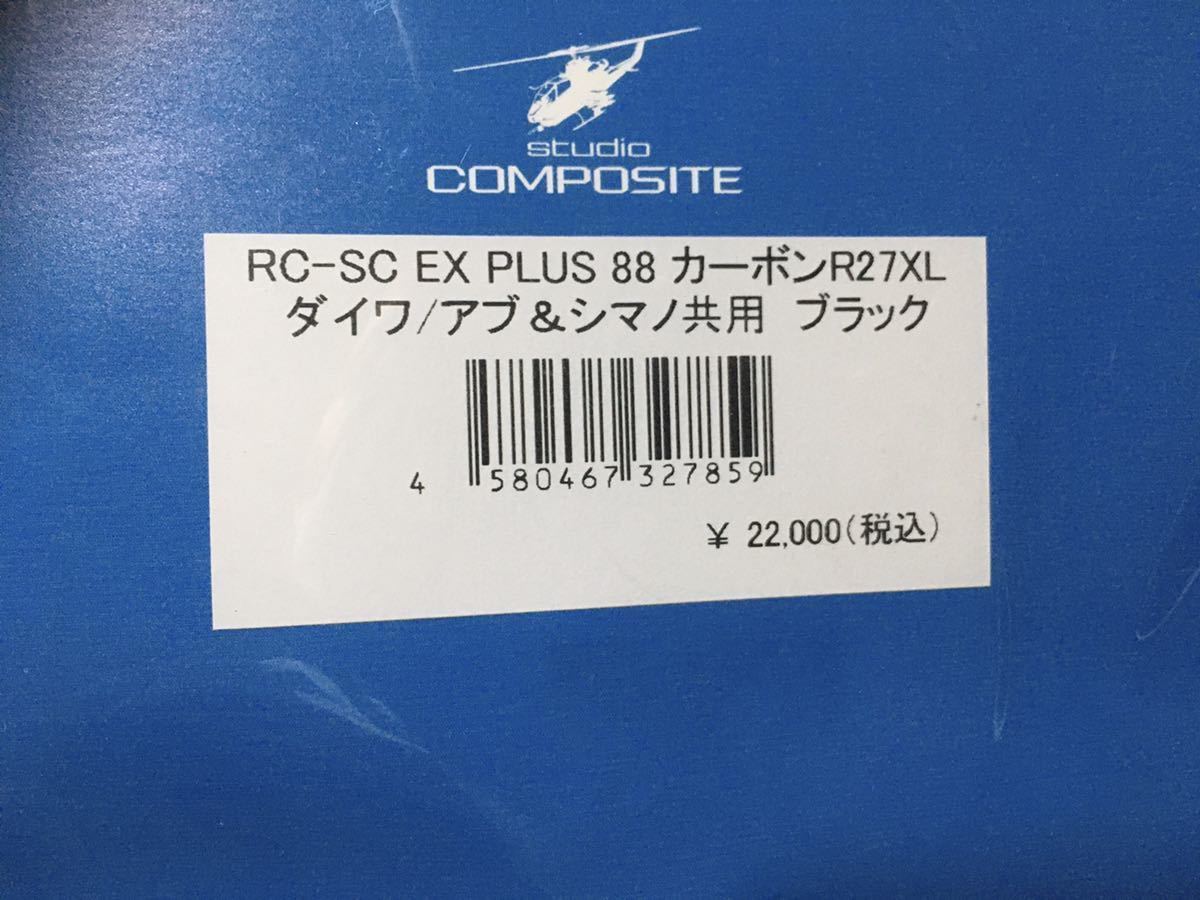 studio
COMPOSITE
RC-SC EX PLUS 88 カーボンR27XL
ダイワ/アブ&シマノ共用 ブラック
4 580467 327859
¥ 22,000(税込)